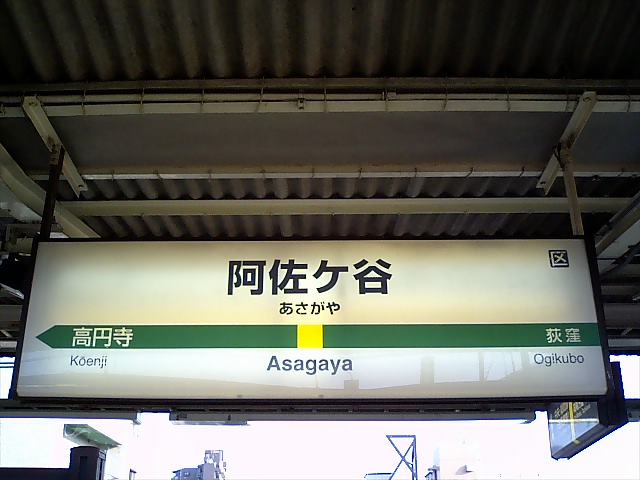 阿佐ケ谷
区
あさがや
高円寺
荻窪
Kōenji
Asagaya
Ogikubo